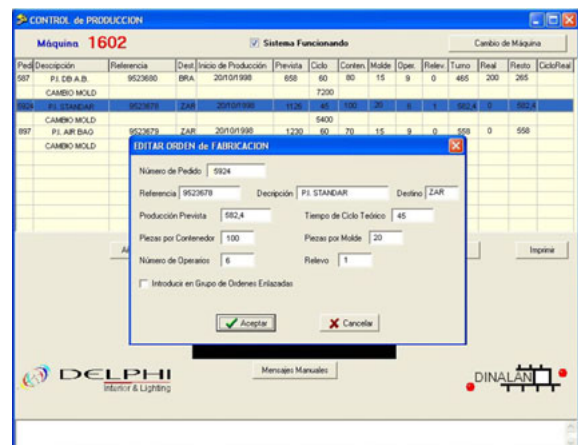 CONTROL de PRODUCCION
Máquina 1602 Sistema Funcionando Cambio de Máquina
Pedi Descripción Referencia Dest. Inicio de Producción Prevista Ciclo Conten. Molde Oper. Relev. Turno Real Resto CicloReal
587 P.I. DB A.B. 9523680 BRA 20/10/1998 658 60 80 15 9 0 465 200 265
CAMBIO MOLD 7200
5924 P.I. STANDAR 9523678 ZAR 20/10/1998 1126 45 100 20 6 1 582,4 0 582,4
CAMBIO MOLD 5400
897 P.I. AIR BAG 9523679 ZAR 20/10/1998 1230 60 70 15 9 0 558 0 558
CAMBIO MOLD
EDITAR ORDEN de FABRICACION
Número de Pedido 5924
Referencia 9523678 Decripción P.I. STANDAR Destino ZAR
Producción Prevista 582,4 Tiempo de Ciclo Teórico 45
Piezas por Contenedor 100 Piezas por Molde 20
Número de Operarios 6 Relevo 1
Introducir en Grupo de Ordenes Enlazadas
Aceptar Cancelar
Imprimir
Mensajes Manuales
DELPHI
Interior & Lighting
DINALAN